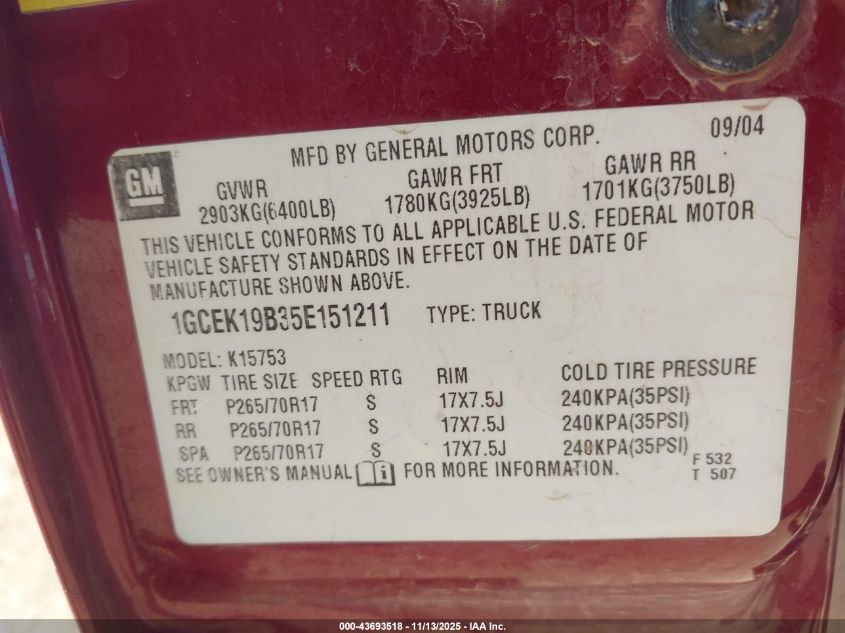 MFD BY GENERAL MOTORS CORP. 09/04
GM
GVWR GAWR FRT GAWR RR
2903KG(6400LB) 1780KG(3925LB) 1701KG(3750LB)
THIS VEHICLE CONFORMS TO ALL APPLICABLE U.S. FEDERAL MOTOR
VEHICLE SAFETY STANDARDS IN EFFECT ON THE DATE OF
MANUFACTURE SHOWN ABOVE.
1GCEK19B35E151211 TYPE: TRUCK
MODEL: K15753
KPGW TIRE SIZE SPEED RTG RIM COLD TIRE PRESSURE
FRT P265/70R17 S 17X7.5J 240KPA(35PSI)
RR P265/70R17 S 17X7.5J 240KPA(35PSI)
SPA P265/70R17 S 17X7.5J 240KPA(35PSI)
SEE OWNER'S MANUAL i FOR MORE INFORMATION.
F 532
T 507
000-43693518 - 11/13/2025 - IAA Inc.